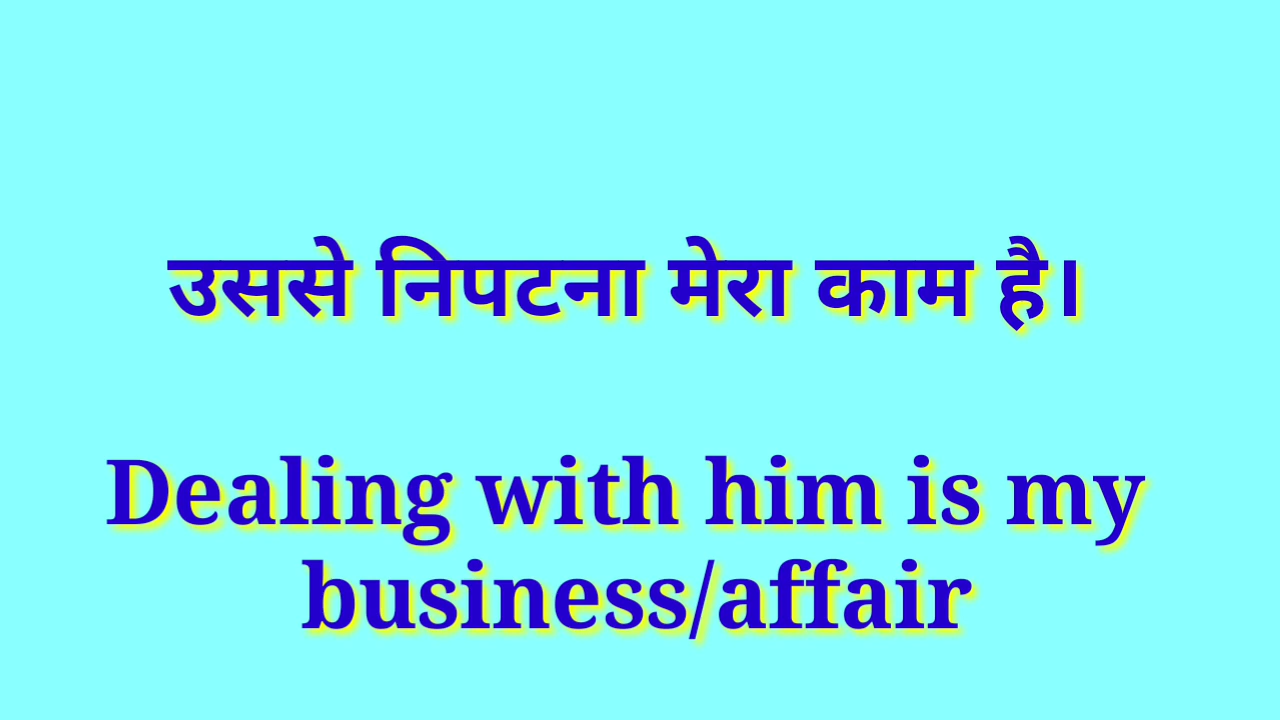 उससे निपटना मेरा काम है।
Dealing with him is my
business/affair